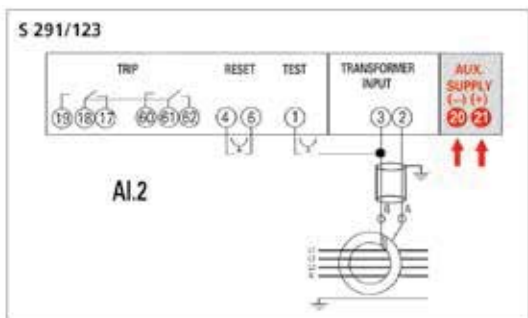 S 291/123
TRIP RESET TEST TRANSFORMER INPUT AUX. SUPPLY
(–) (+)
19 18 17 60 61 62 4 6 1 3 2 20 21
AI.2
B A